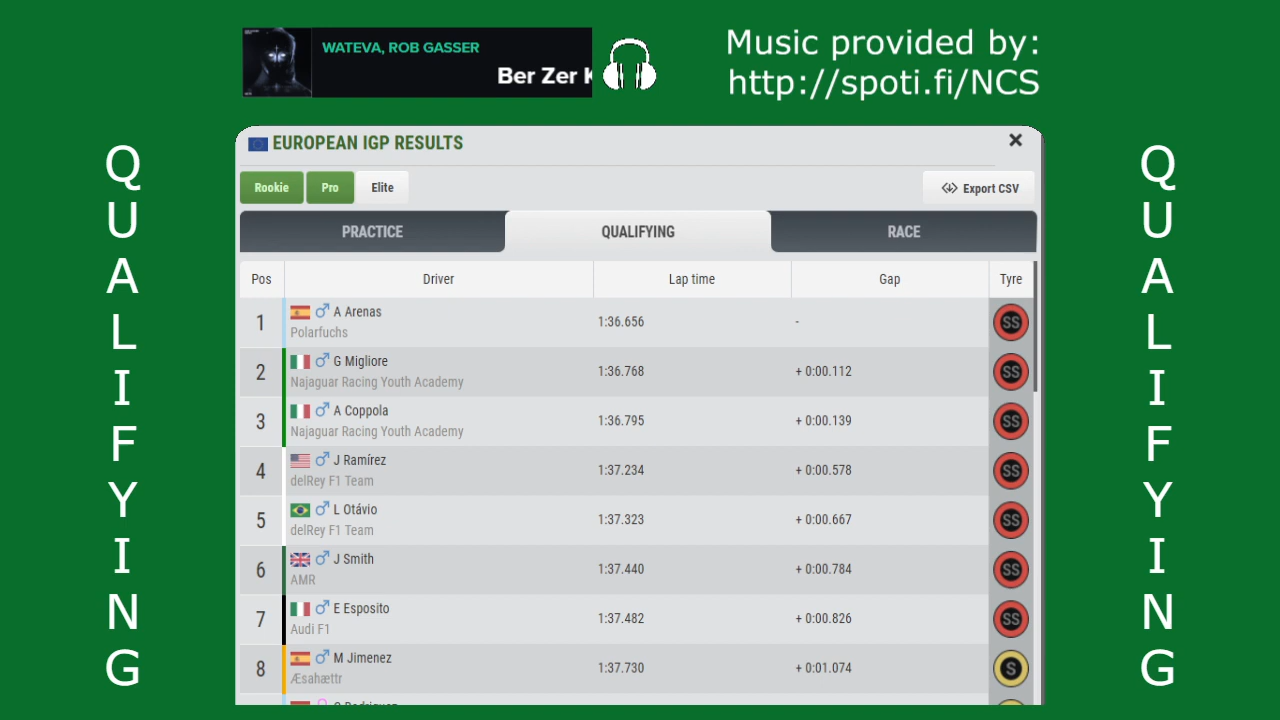 WATEVA, ROB GASSER
Ber Zer
Music provided by:
http://spoti.fi/NCS
QUALIFYING
EUROPEAN IGP RESULTS
Rookie Pro Elite Export CSV
PRACTICE QUALIFYING RACE
Pos Driver Lap time Gap Tyre
1 A Arenas 1:36.656 - SS
Polarfuchs
2 G Migliore 1:36.768 + 0:00.112 SS
Najaguar Racing Youth Academy
3 A Coppola 1:36.795 + 0:00.139 SS
Najaguar Racing Youth Academy
4 J Ramírez 1:37.234 + 0:00.578 SS
delRey F1 Team
5 L Otávio 1:37.323 + 0:00.667 SS
delRey F1 Team
6 J Smith 1:37.440 + 0:00.784 SS
AMR
7 E Esposito 1:37.482 + 0:00.826 SS
Audi F1
8 M Jimenez 1:37.730 + 0:01.074 S
Æsahættr
QUALIFYING